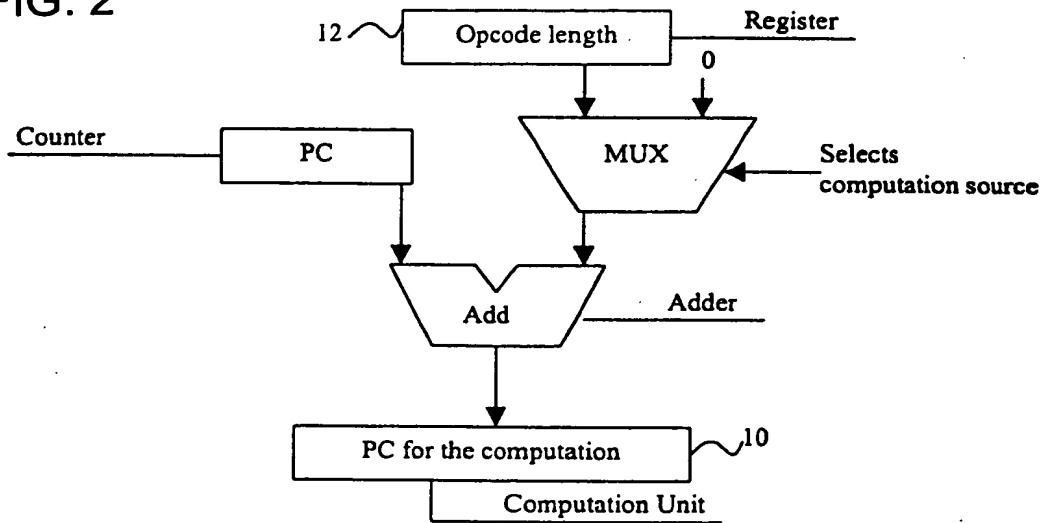 FIG. 2
12
Opcode length
Register
0
Counter
PC
MUX
Selects
computation source
Add
Adder
PC for the computation
10
Computation Unit